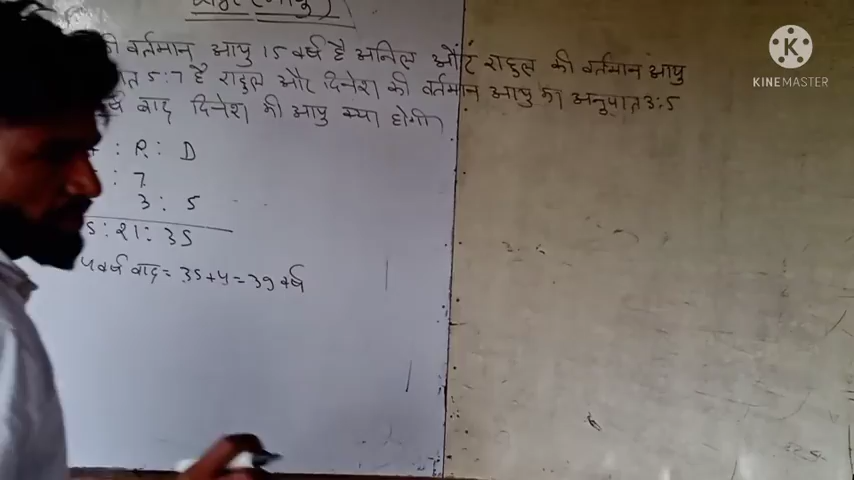 की वर्तमान आयु 15 वर्ष है अनिल और राहुल की वर्तमान आयु
5:7 है राहुल और दिनेश की वर्तमान आयु का अनुपात 3:5
बाद दिनेश की आयु क्या होगी
: R : D
: 7
3 : 5
5 : 21 : 35
4 वर्ष बाद = 35+4 = 39 वर्ष
K
KINEMASTER